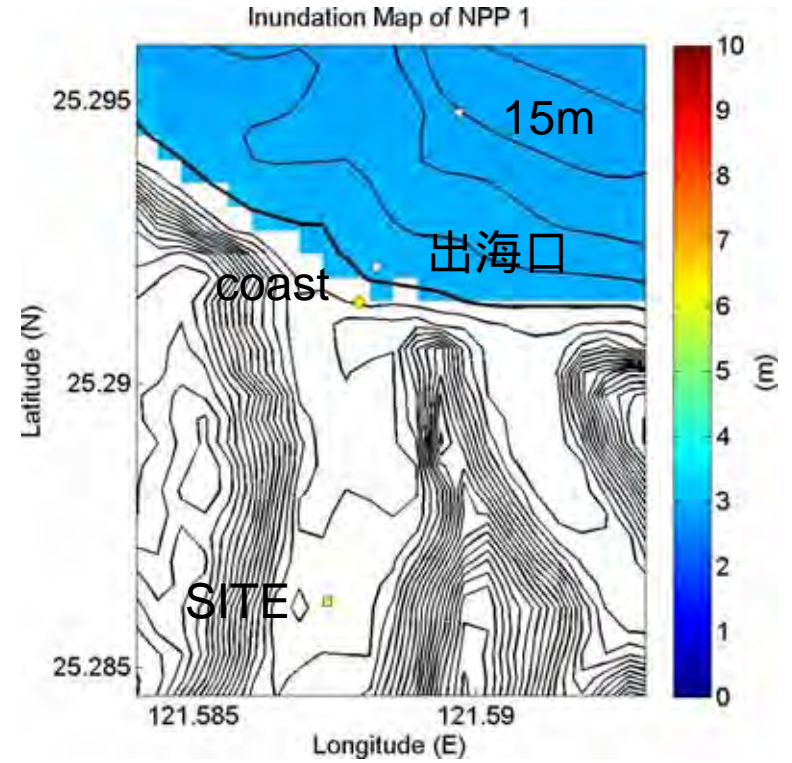 Inundation Map of NPP 1
10
25.295
15m
9
8
7
出海口
coast
6
Latitude (N)
(m)
5
25.29
4
3
2
SITE
1
25.285
0
121.585
121.59
Longitude (E)